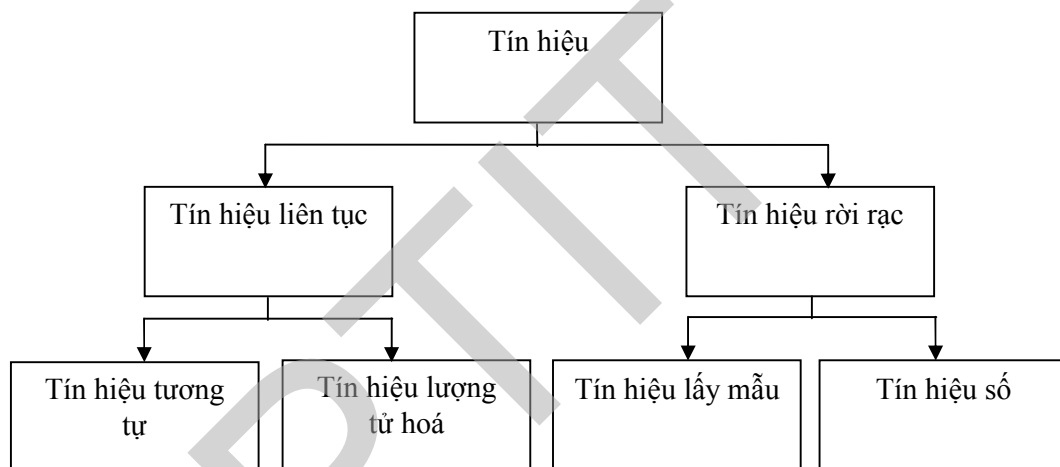 Tín hiệu
Tín hiệu liên tục
Tín hiệu rời rạc
Tín hiệu tương
tự
Tín hiệu lượng
tử hoá
Tín hiệu lấy mẫu
Tín hiệu số
PTIT